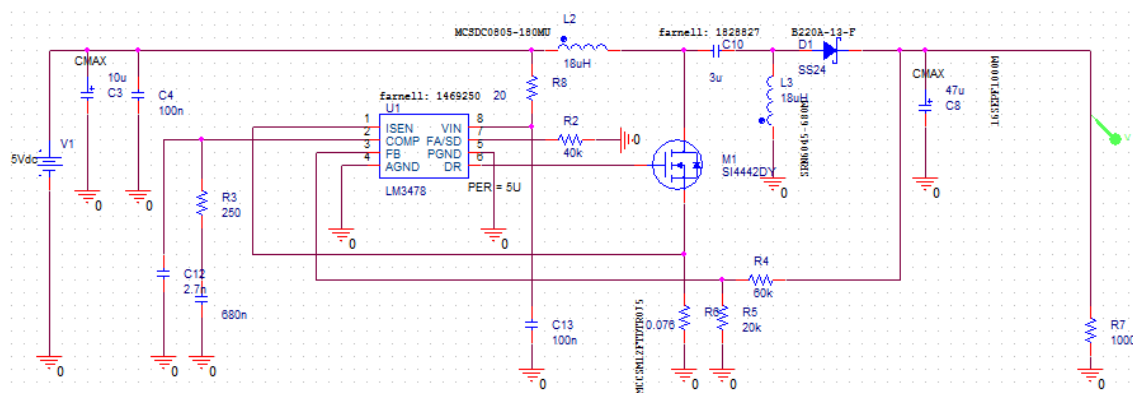 L2
MCSDC0805-180MU
18uH
farnell: 1828827
C10
3u
B220A-13-F
D1
SS24
CMAX
10u
C3
C4
100n
R8
20
farnell: 1469250
U1
1 ISEN VIN 8
2 COMP FA/SD 7
3 FB PGND 5
4 AGND DR 6
LM3478
PER = 5U
R2
40k
0
L3
18uH
CMAX
47u
C8
16SEPF1000M
V
V1
5Vdc
M1
SI4442DY
R3
250
C12
2.7n
680n
C13
100n
0.076
R6
R5
20k
R4
60k
R7
1000
0
0
0
0
0
0
0
0
0
0
0
0
0